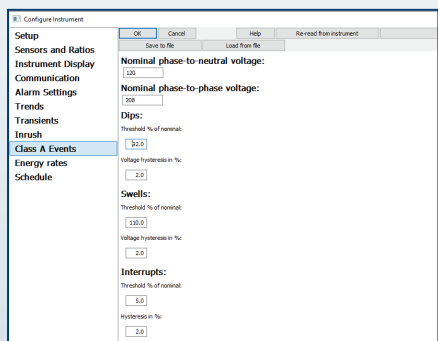 Configure Instrument
Setup
Sensors and Ratios
Instrument Display
Communication
Alarm Settings
Trends
Transients
Inrush
Class A Events
Energy rates
Schedule
OK Cancel Help Re-read from instrument
Save to file Load from file
Nominal phase-to-neutral voltage:
120
Nominal phase-to-phase voltage:
208
Dips:
Threshold % of nominal:
92.0
Voltage hysteresis in %:
2.0
Swells:
Threshold % of nominal:
110.0
Voltage hysteresis in %:
2.0
Interrupts:
Threshold % of nominal:
5.0
Hysteresis in %:
2.0